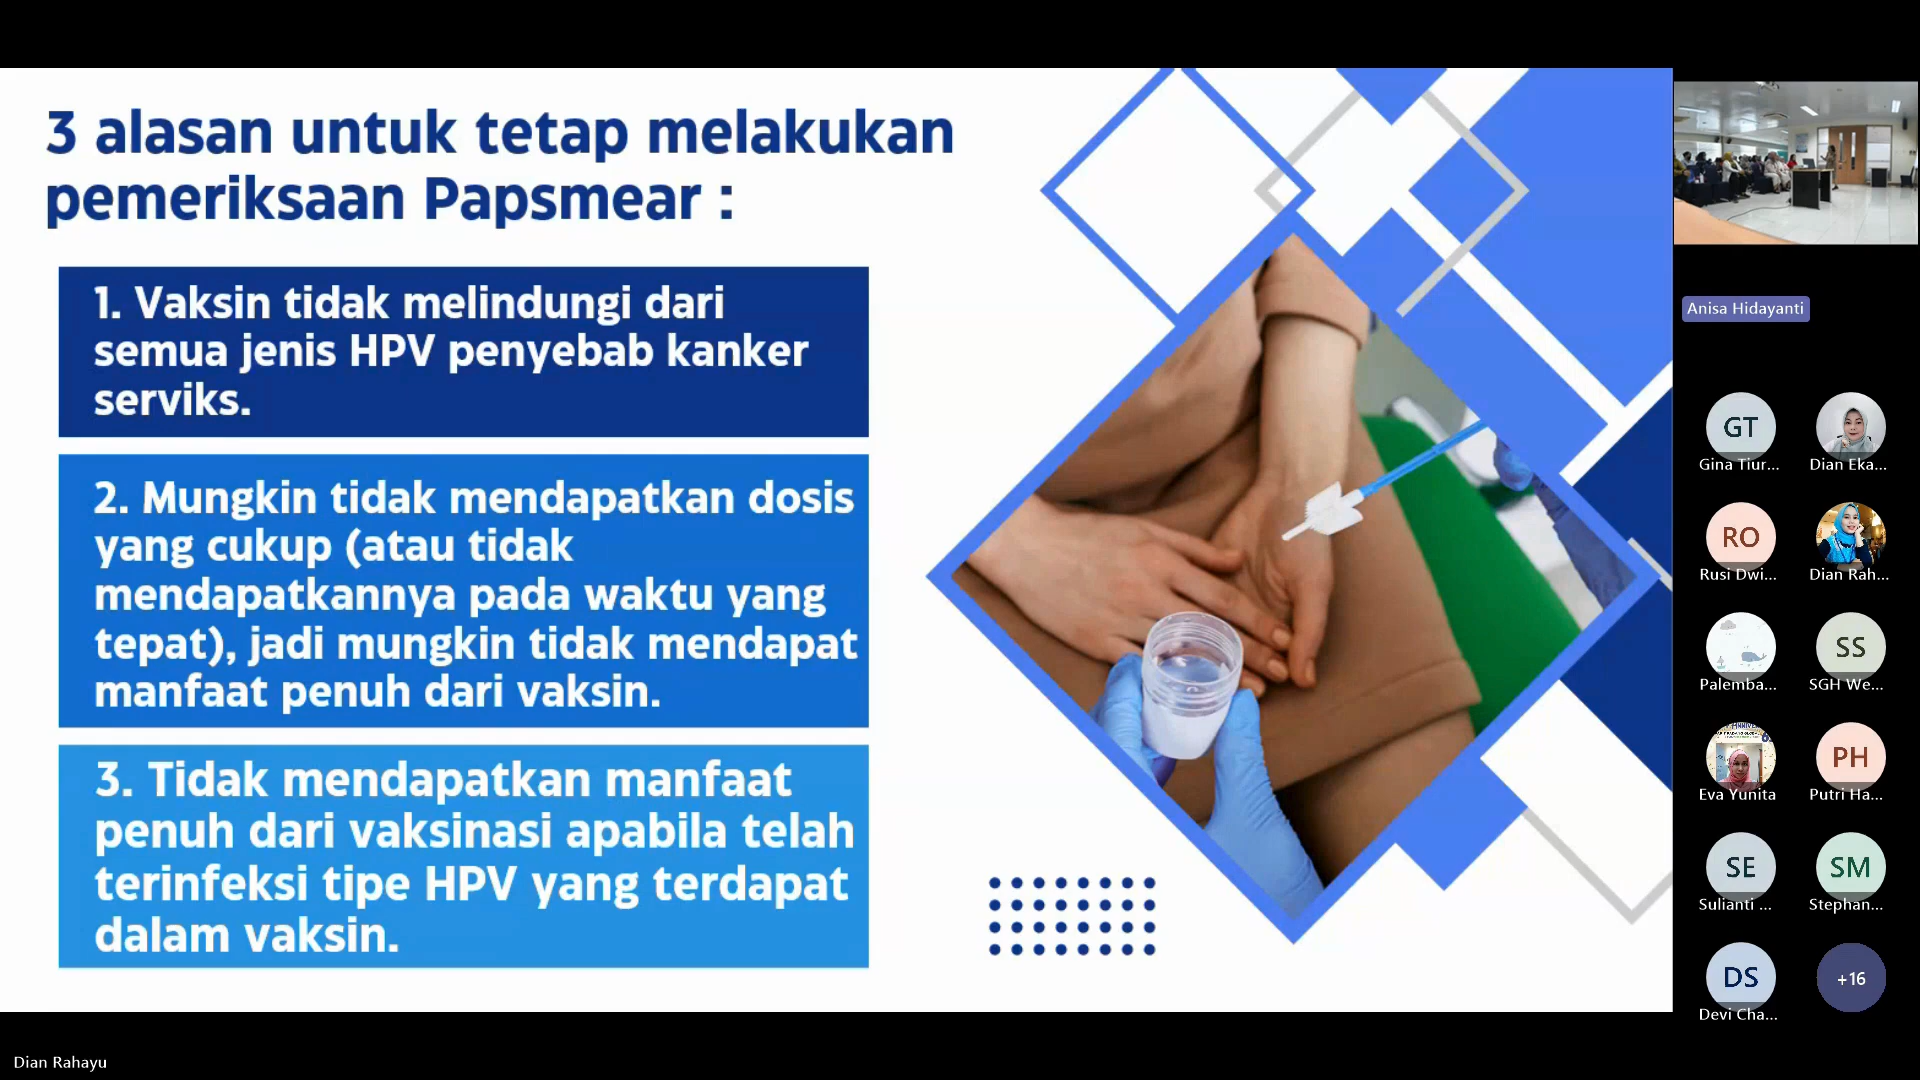 3 alasan untuk tetap melakukan
pemeriksaan Papsmear :
1. Vaksin tidak melindungi dari
semua jenis HPV penyebab kanker
serviks.
2. Mungkin tidak mendapatkan dosis
yang cukup (atau tidak
mendapatkannya pada waktu yang
tepat), jadi mungkin tidak mendapat
manfaat penuh dari vaksin.
3. Tidak mendapatkan manfaat
penuh dari vaksinasi apabila telah
terinfeksi tipe HPV yang terdapat
dalam vaksin.
Anisa Hidayanti
GT
Gina Tiur...
Dian Eka...
RO
Rusi Dwi...
Dian Rah...
Palemba...
SS
SGH We...
Eva Yunita
PH
Putri Ha...
SE
Sulianti ...
SM
Stephan...
DS
Devi Cha...
+16
Dian Rahayu